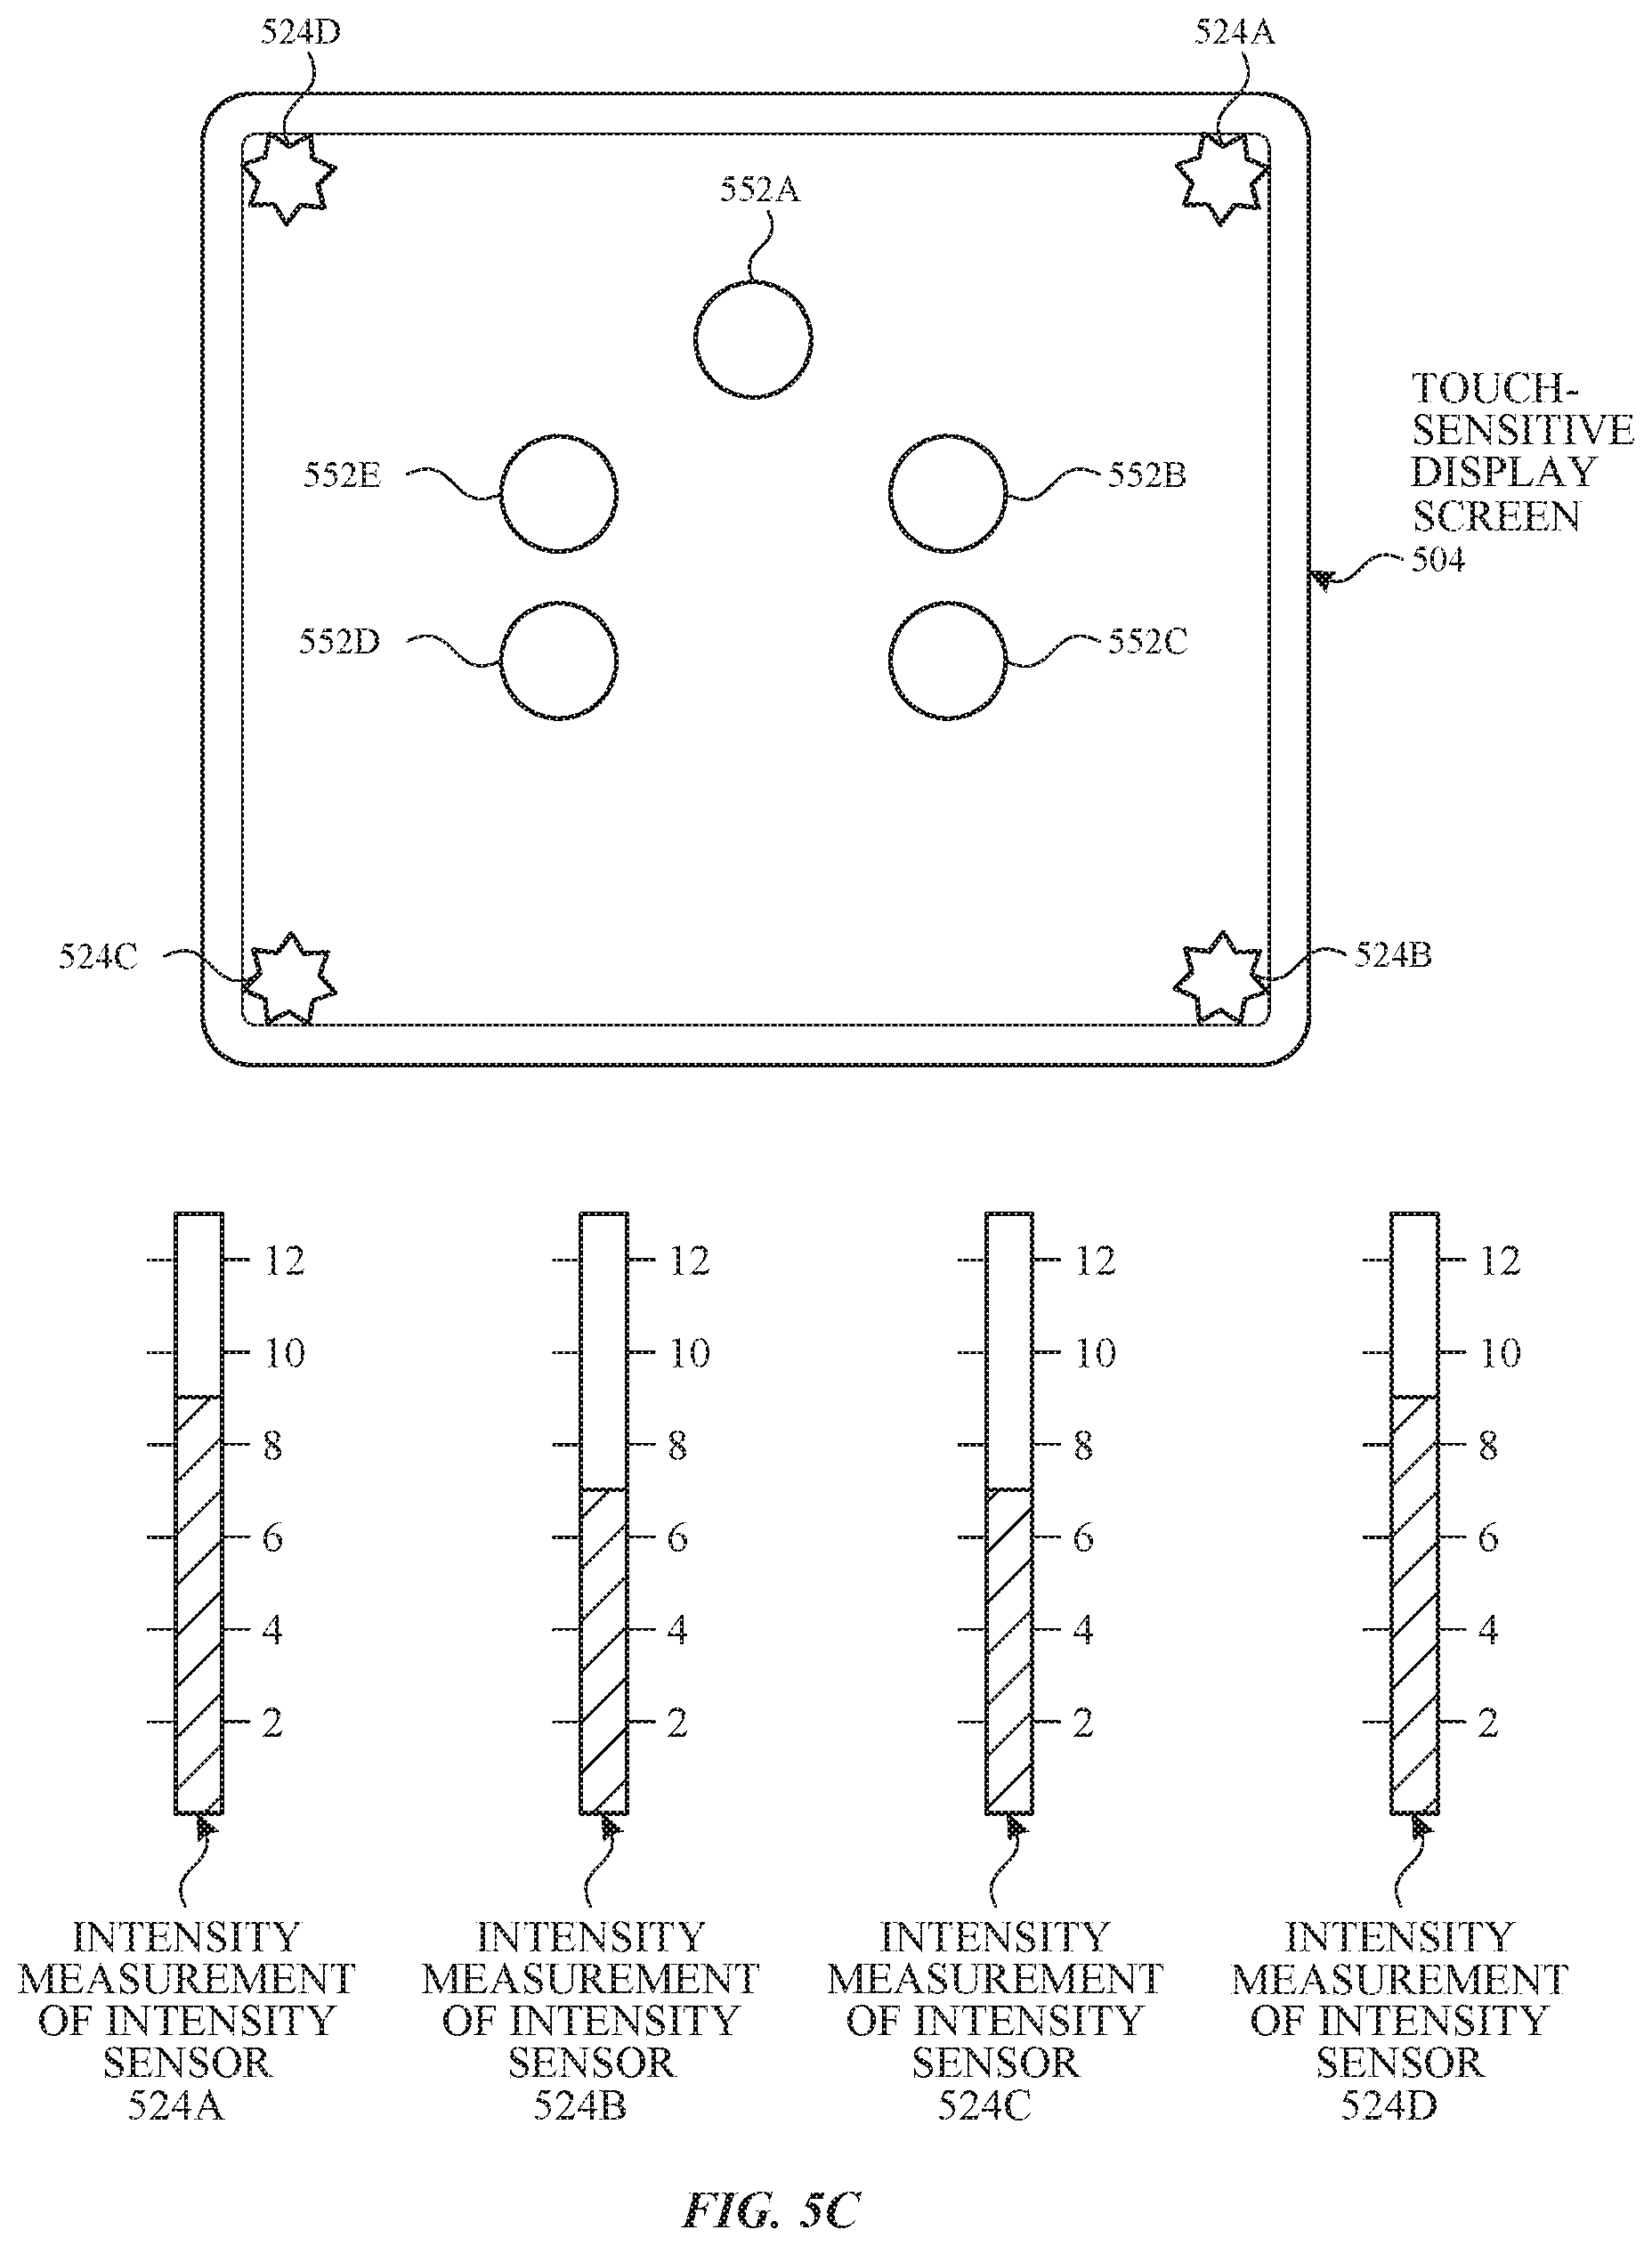 524D
524A
552A
TOUCH-
SENSITIVE
DISPLAY
SCREEN
504
552E
552B
552D
552C
524C
524B
12
10
8
6
4
2
INTENSITY
MEASUREMENT
OF INTENSITY
SENSOR
524A
12
10
8
6
4
2
INTENSITY
MEASUREMENT
OF INTENSITY
SENSOR
524B
12
10
8
6
4
2
INTENSITY
MEASUREMENT
OF INTENSITY
SENSOR
524C
12
10
8
6
4
2
INTENSITY
MEASUREMENT
OF INTENSITY
SENSOR
524D
FIG. 5C